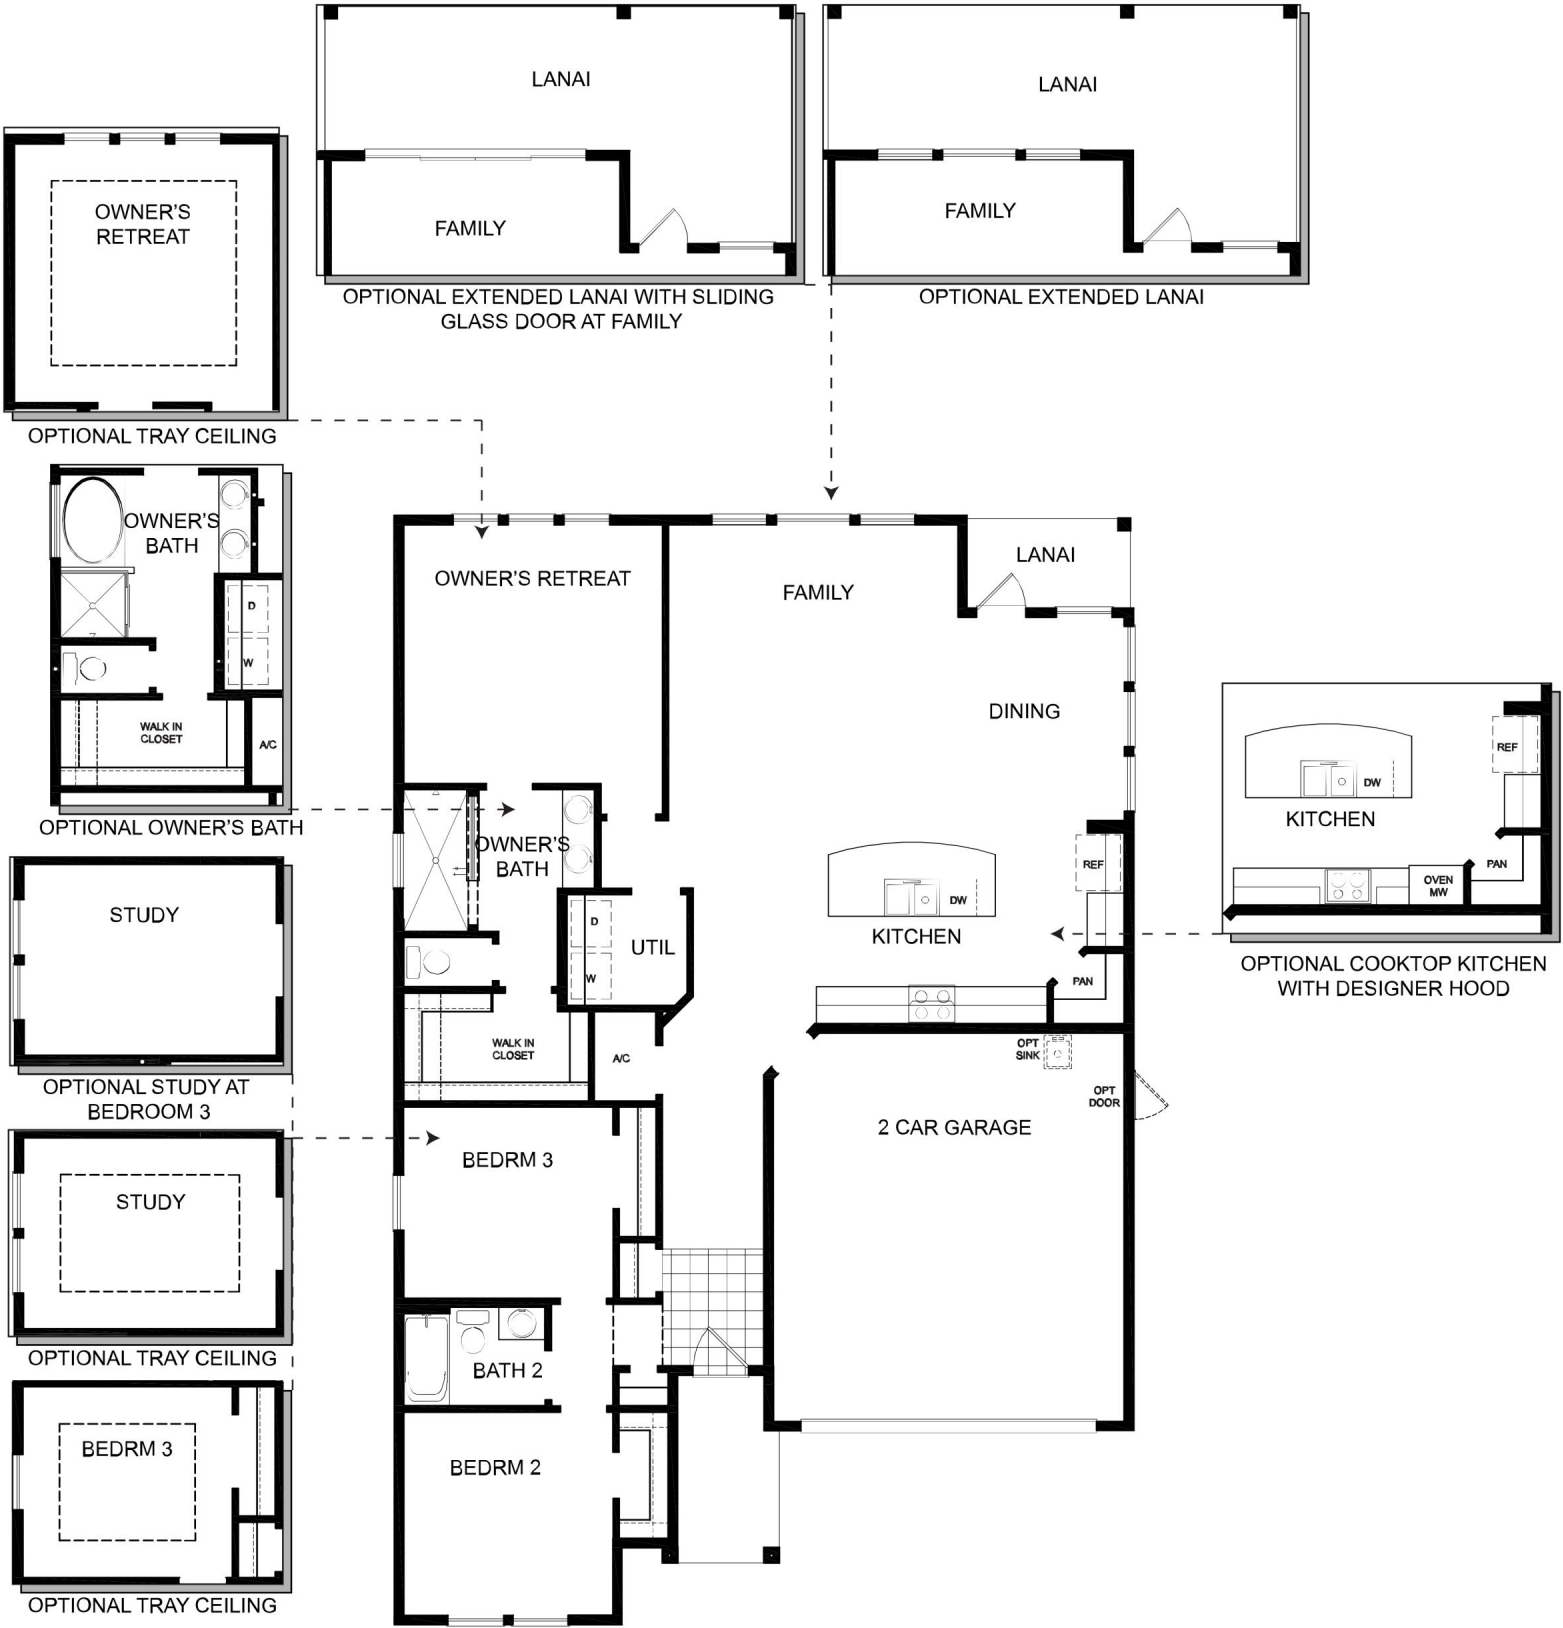 LANAI
FAMILY
OPTIONAL EXTENDED LANAI WITH SLIDING
GLASS DOOR AT FAMILY
LANAI
FAMILY
OPTIONAL EXTENDED LANAI
OWNER'S
RETREAT
OPTIONAL TRAY CEILING
OWNER'S
BATH
D
W
WALK IN
CLOSET
A/C
OPTIONAL OWNER'S BATH
STUDY
OPTIONAL STUDY AT
BEDROOM 3
STUDY
OPTIONAL TRAY CEILING
BEDRM 3
OPTIONAL TRAY CEILING
OWNER'S RETREAT
FAMILY
LANAI
DINING
OWNER'S
BATH
D
W
UTIL
WALK IN
CLOSET
A/C
REF
DW
KITCHEN
PAN
OPT
SINK
OPT
DOOR
2 CAR GARAGE
BEDRM 3
BATH 2
BEDRM 2
REF
DW
KITCHEN
PAN
OVEN
MW
OPTIONAL COOKTOP KITCHEN
WITH DESIGNER HOOD